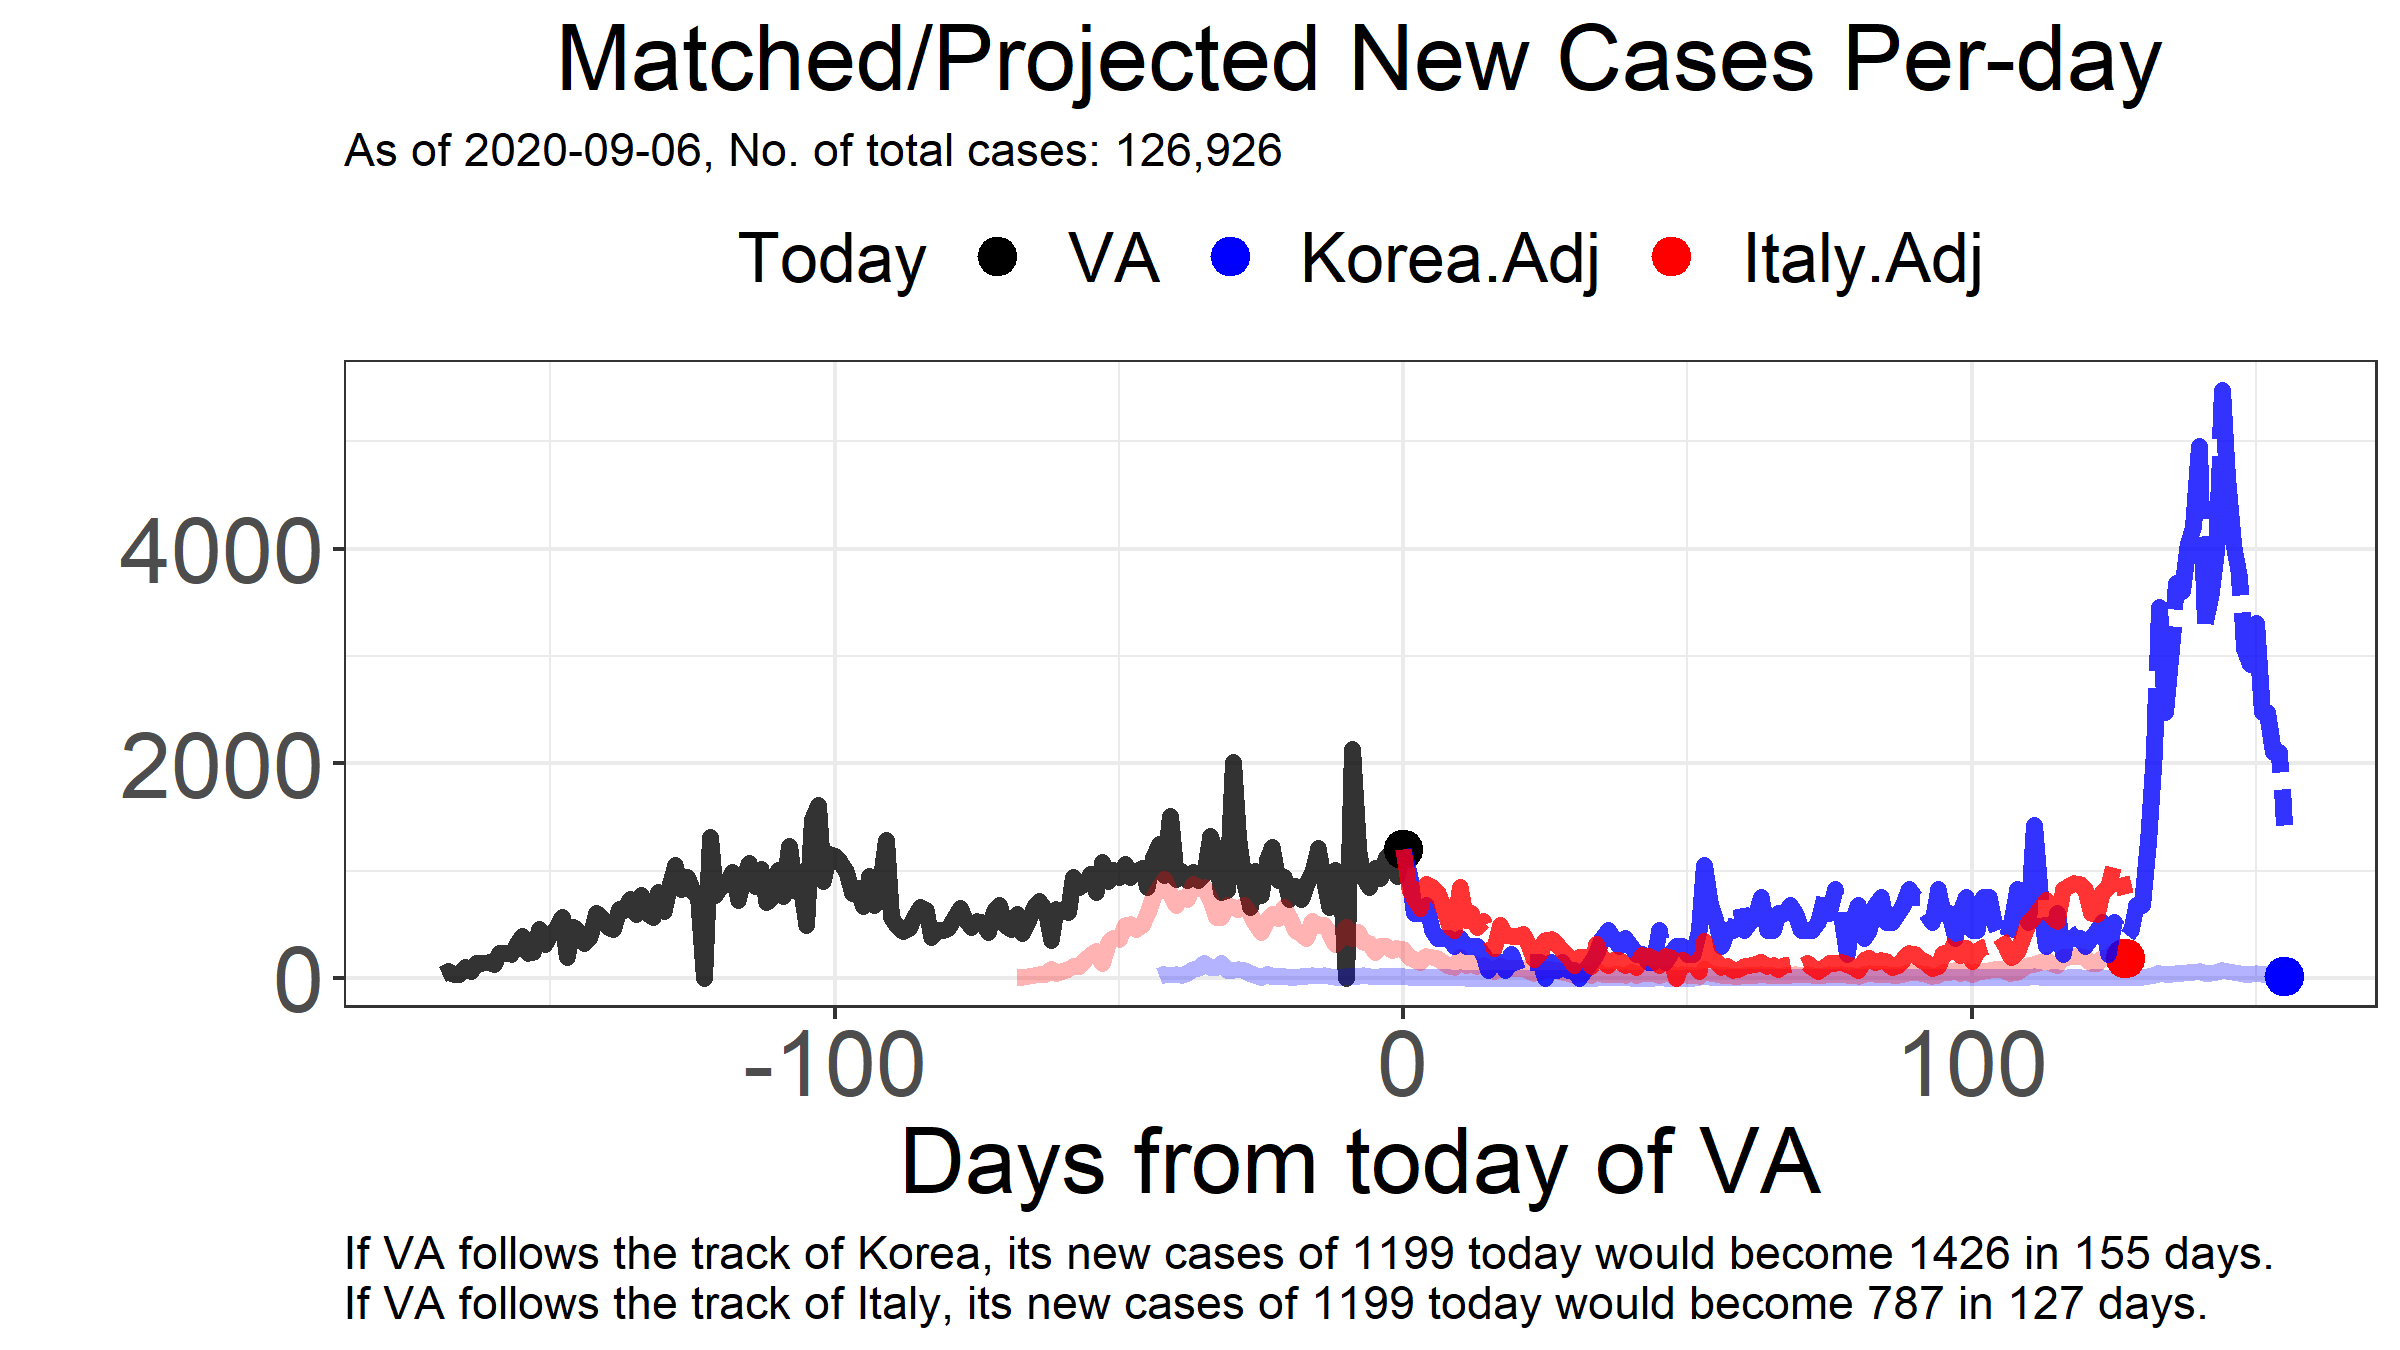 Matched/Projected New Cases Per-day
As of 2020-09-06, No. of total cases: 126,926
Today VA Korea.Adj Italy.Adj
4000
2000
0
-100 0 100
Days from today of VA
If VA follows the track of Korea, its new cases of 1199 today would become 1426 in 155 days.
If VA follows the track of Italy, its new cases of 1199 today would become 787 in 127 days.